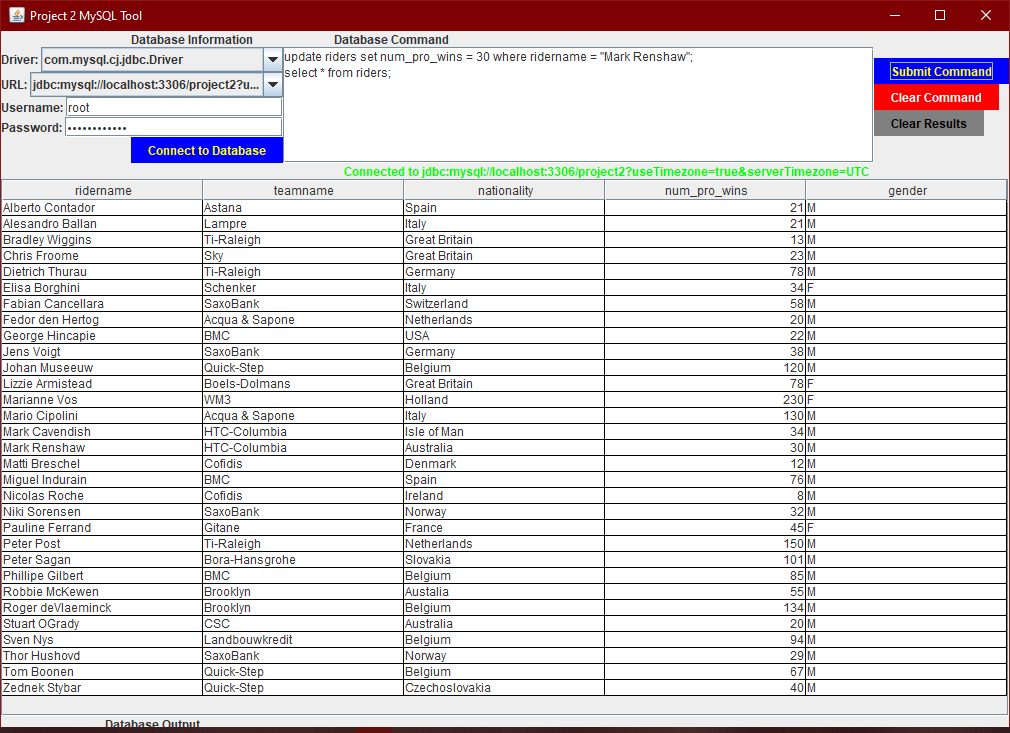 Project 2 MySQL Tool
Database Information Database Command
Driver: com.mysql.cj.jdbc.Driver
URL: jdbc:mysql://localhost:3306/project2?u...
Username: root
Password: ••••••••••••
Connect to Database
update riders set num_pro_wins = 30 where ridername = "Mark Renshaw";
select * from riders;
Submit Command
Clear Command
Clear Results
Connected to jdbc:mysql://localhost:3306/project2?useTimezone=true&serverTimezone=UTC
ridername teamname nationality num_pro_wins gender
Alberto Contador Astana Spain 21 M
Alesandro Ballan Lampre Italy 21 M
Bradley Wiggins Ti-Raleigh Great Britain 13 M
Chris Froome Sky Great Britain 23 M
Dietrich Thurau Ti-Raleigh Germany 78 M
Elisa Borghini Schenker Italy 34 F
Fabian Cancellara SaxoBank Switzerland 58 M
Fedor den Hertog Acqua & Sapone Netherlands 20 M
George Hincapie BMC USA 22 M
Jens Voigt SaxoBank Germany 38 M
Johan Museeuw Quick-Step Belgium 120 M
Lizzie Armistead Boels-Dolmans Great Britain 78 F
Marianne Vos WM3 Holland 230 F
Mario Cipolini Acqua & Sapone Italy 130 M
Mark Cavendish HTC-Columbia Isle of Man 34 M
Mark Renshaw HTC-Columbia Australia 30 M
Matti Breschel Cofidis Denmark 12 M
Miguel Indurain BMC Spain 76 M
Nicolas Roche Cofidis Ireland 8 M
Niki Sorensen SaxoBank Norway 32 M
Pauline Ferrand Gitane France 45 F
Peter Post Ti-Raleigh Netherlands 150 M
Peter Sagan Bora-Hansgrohe Slovakia 101 M
Phillipe Gilbert BMC Belgium 85 M
Robbie McKewen Brooklyn Austalia 55 M
Roger deVlaeminck Brooklyn Belgium 134 M
Stuart OGrady CSC Australia 20 M
Sven Nys Landbouwkredit Belgium 94 M
Thor Hushovd SaxoBank Norway 29 M
Tom Boonen Quick-Step Belgium 67 M
Zednek Stybar Quick-Step Czechoslovakia 40 M
Database Output